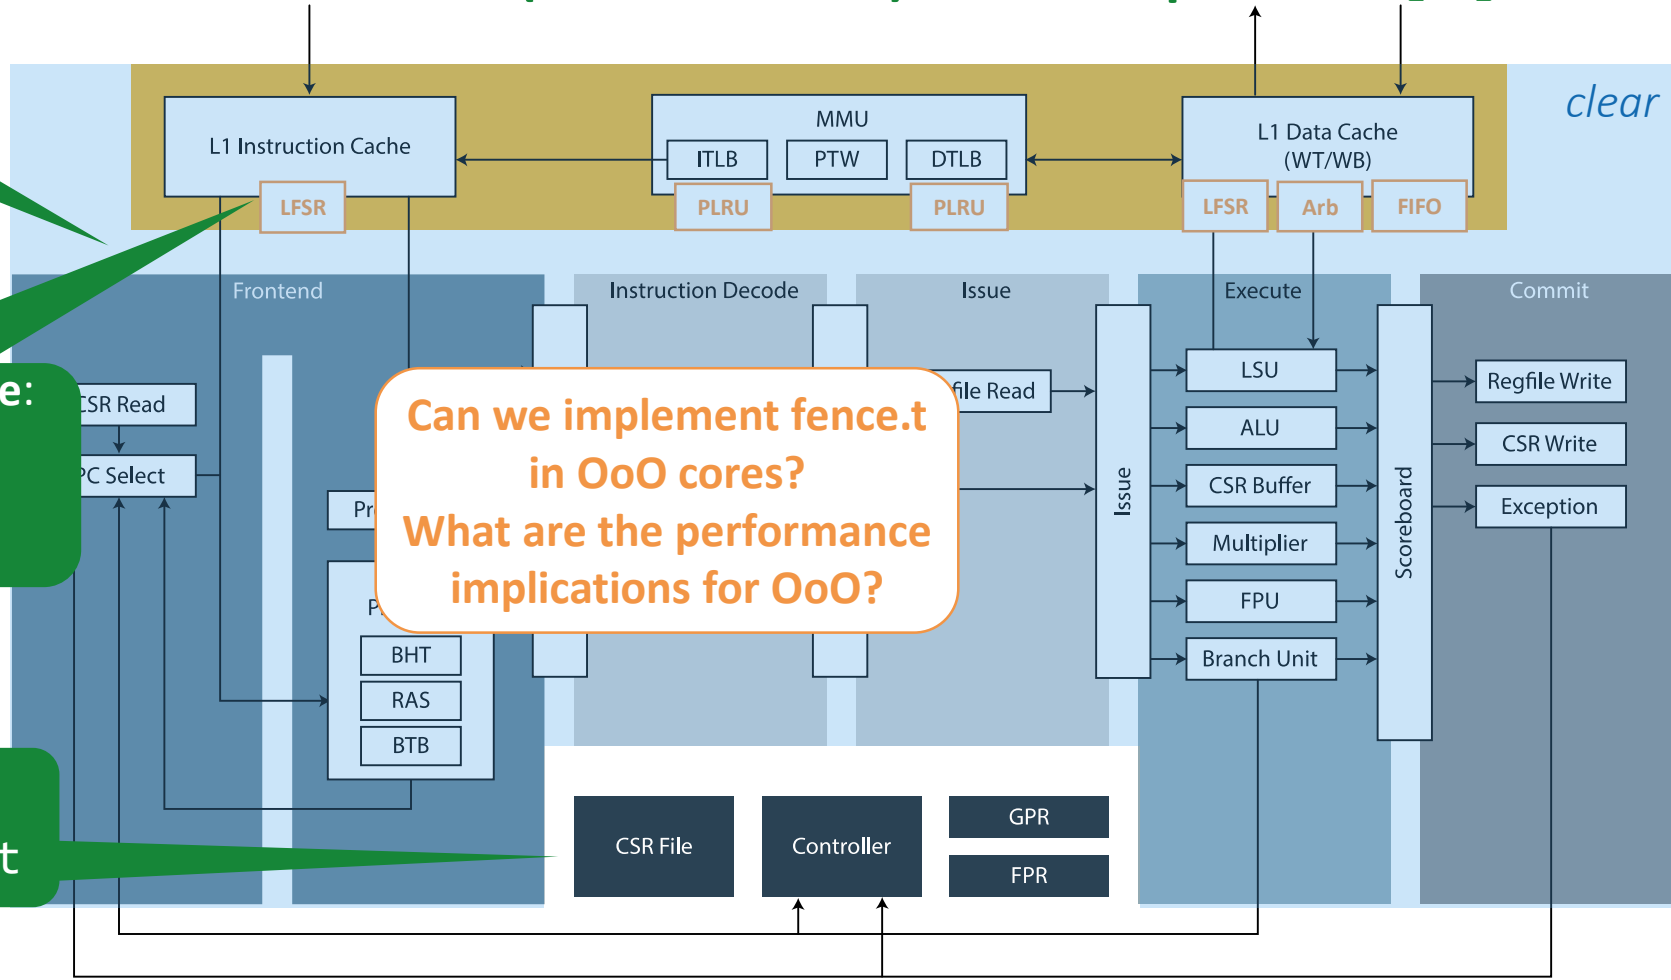 clear
L1 Instruction Cache
LFSR
MMU
ITLB
PTW
DTLB
PLRU
PLRU
L1 Data Cache
(WT/WB)
LFSR
Arb
FIFO
Frontend
Instruction Decode
Issue
Execute
Commit
e:
CSR Read
PC Select
BHT
RAS
BTB
Can we implement fence.t
in OoO cores?
What are the performance
implications for OoO?
file Read
Issue
LSU
ALU
CSR Buffer
Multiplier
FPU
Branch Unit
Scoreboard
Regfile Write
CSR Write
Exception
t
CSR File
Controller
GPR
FPR